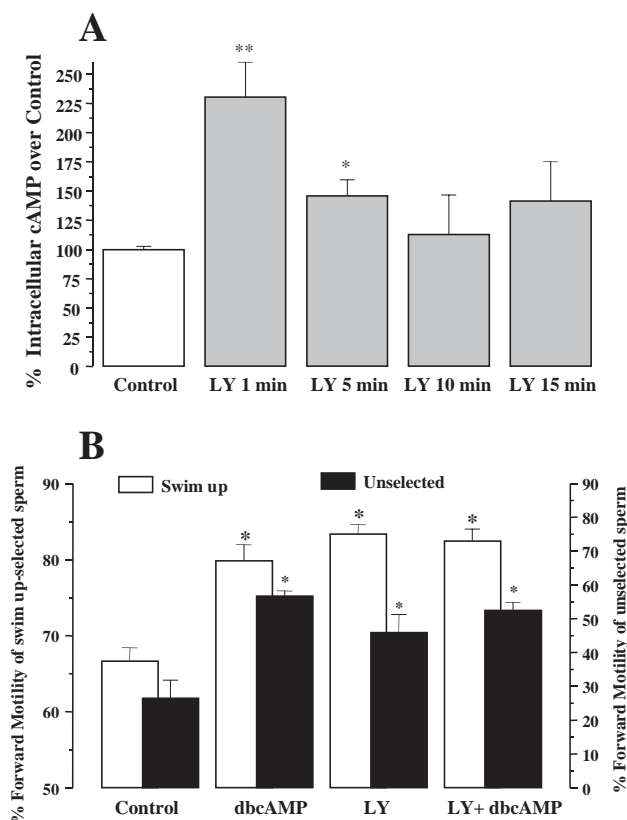 A
% Intracellular cAMP over Control
250
225
200
175
150
125
100
75
50
25
0
**
*
Control LY 1 min LY 5 min LY 10 min LY 15 min
B
Swim up Unselected
% Forward Motility of swim up-selected sperm
90
80
70
60
50
* * *
* * *
90
80
70
60
50
40
30
20
10
0
% Forward Motility of unselected sperm
Control dbcAMP LY LY+ dbcAMP